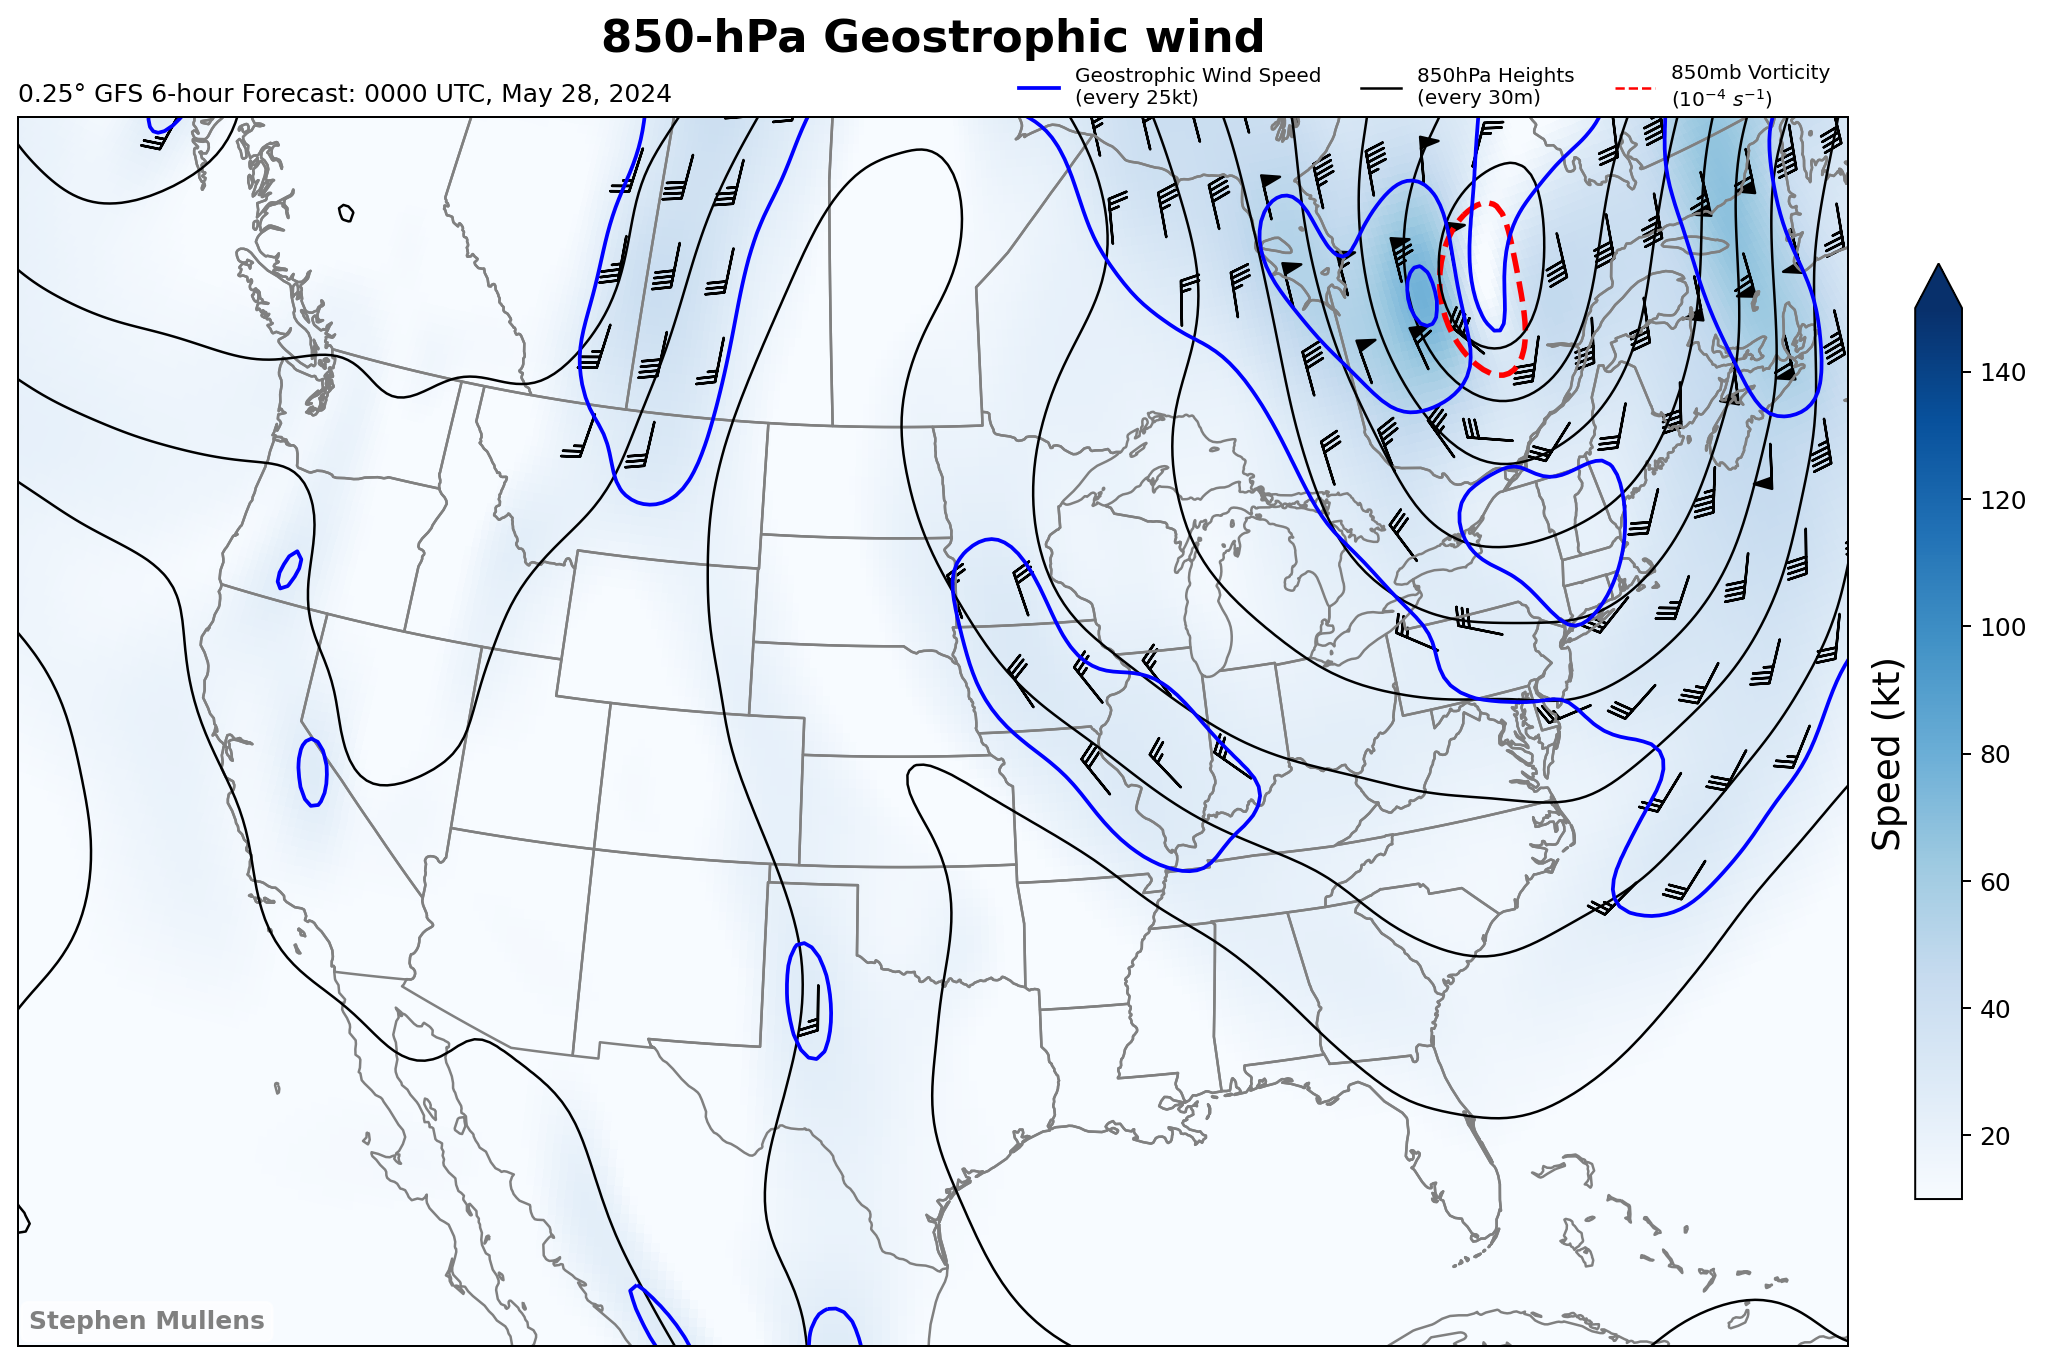 850-hPa Geostrophic wind
0.25° GFS 6-hour Forecast: 0000 UTC, May 28, 2024
Geostrophic Wind Speed
(every 25kt)
850hPa Heights
(every 30m)
850mb Vorticity
(10⁻⁴ s⁻¹)
140
120
100
80
60
40
20
Speed (kt)
Stephen Mullens